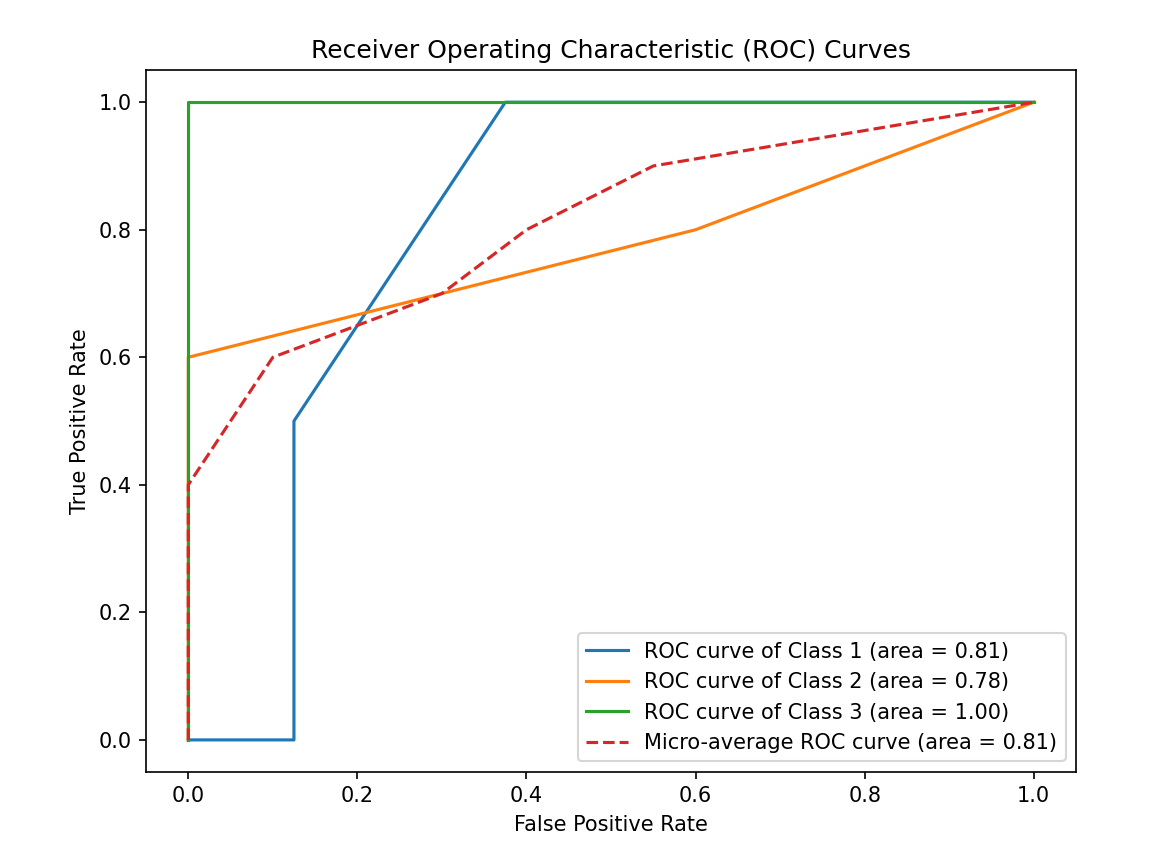 Receiver Operating Characteristic (ROC) Curves
1.0
0.8
0.6
0.4
0.2
0.0
True Positive Rate
ROC curve of Class 1 (area = 0.81)
ROC curve of Class 2 (area = 0.78)
ROC curve of Class 3 (area = 1.00)
Micro-average ROC curve (area = 0.81)
0.0 0.2 0.4 0.6 0.8 1.0
False Positive Rate